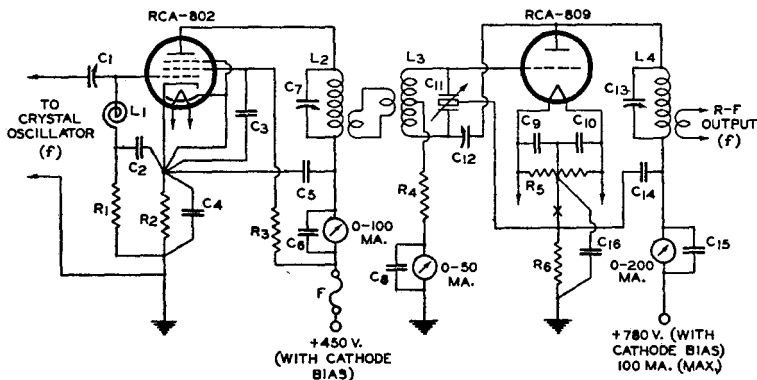 RCA-802
RCA-809
C1
L1
TO
CRYSTAL
OSCILLATOR
(f)
C2
C3
R1
R2
C4
L2
C7
C5
C6
0-100
MA.
R3
F
+450 V.
(WITH CATHODE
BIAS)
L3
C11
C12
R4
C8
0-50
MA.
C9
C10
R5
R6
C16
L4
C13
R-F
OUTPUT
(f)
C14
0-200
MA.
C15
+780 V. (WITH
CATHODE BIAS)
100 MA. (MAX.)